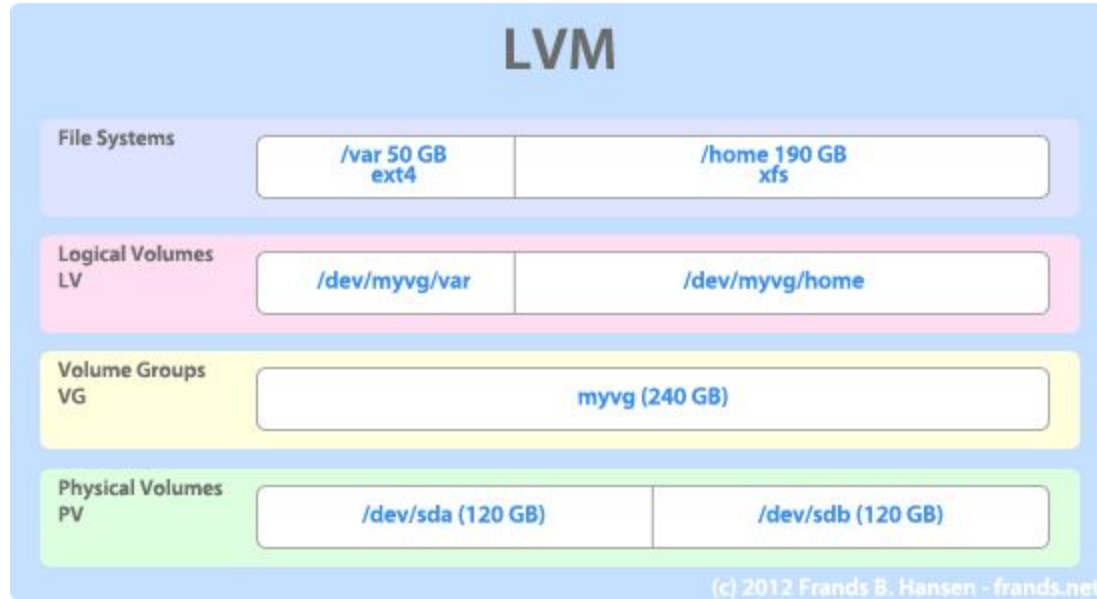 LVM
File Systems
/var 50 GB
ext4
/home 190 GB
xfs
Logical Volumes
LV
/dev/myvg/var
/dev/myvg/home
Volume Groups
VG
myvg (240 GB)
Physical Volumes
PV
/dev/sda (120 GB)
/dev/sdb (120 GB)
(c) 2012 Frands B. Hansen - frands.net